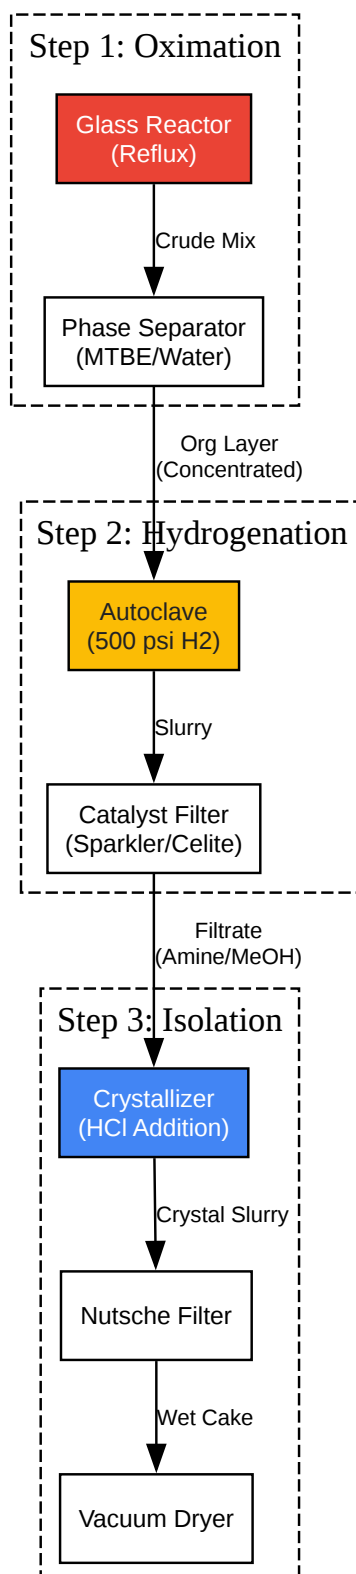 Step 1: Oximation
Glass Reactor
(Reflux)
Crude Mix
Phase Separator
(MTBE/Water)
Org Layer
(Concentrated)
Step 2: Hydrogenation
Autoclave
(500 psi H2)
Slurry
Catalyst Filter
(Sparkler/Celite)
Filtrate
(Amine/MeOH)
Step 3: Isolation
Crystallizer
(HCl Addition)
Crystal Slurry
Nutsche Filter
Wet Cake
Vacuum Dryer